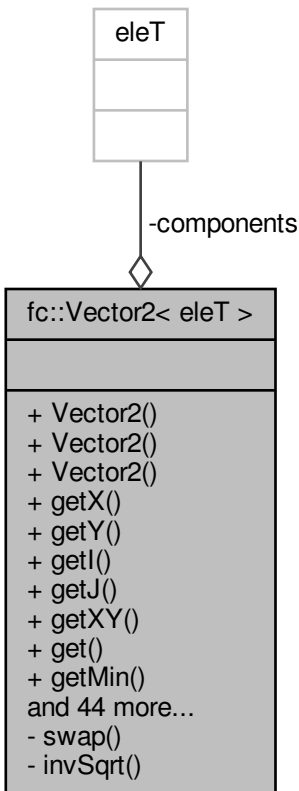 eleT
-components
fc::Vector2< eleT >
+ Vector2()
+ Vector2()
+ Vector2()
+ getX()
+ getY()
+ getI()
+ getJ()
+ getXY()
+ get()
+ getMin()
and 44 more...
- swap()
- invSqrt()